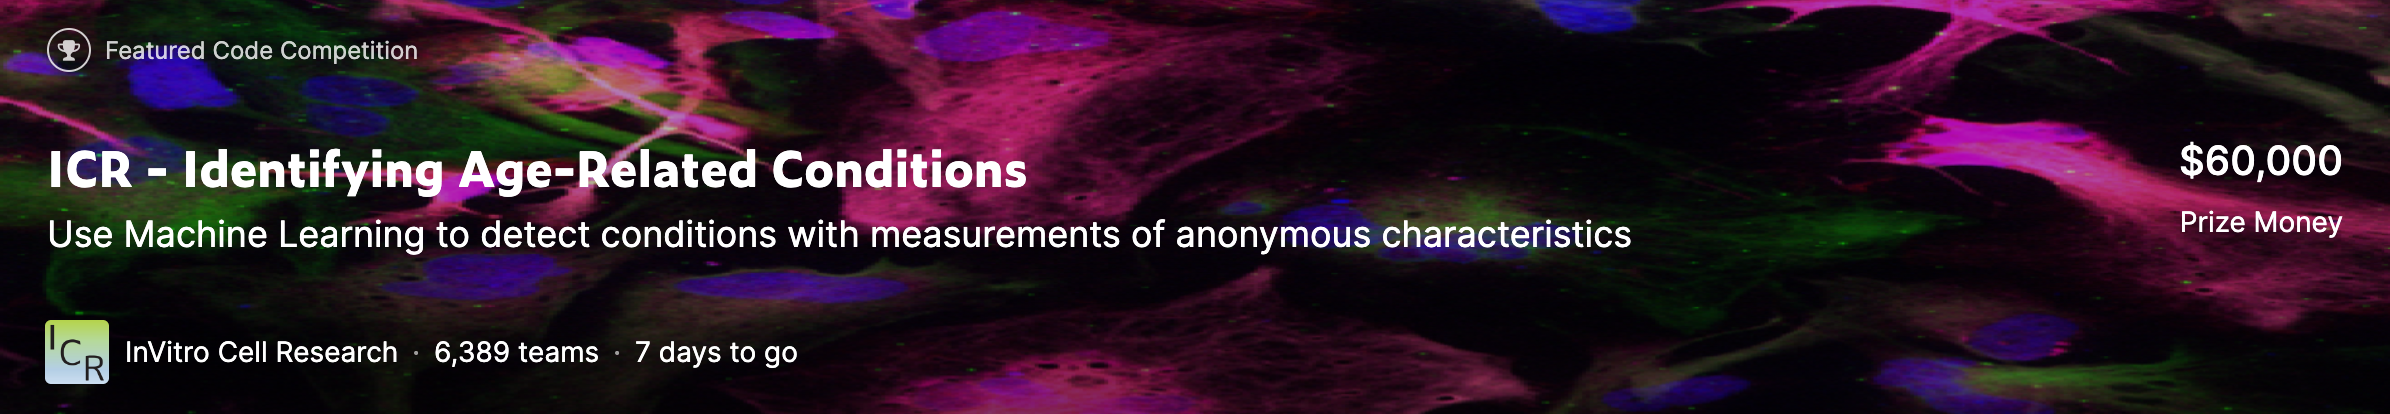 Featured Code Competition
ICR - Identifying Age-Related Conditions
$60,000
Use Machine Learning to detect conditions with measurements of anonymous characteristics
Prize Money
ICR
InVitro Cell Research · 6,389 teams · 7 days to go